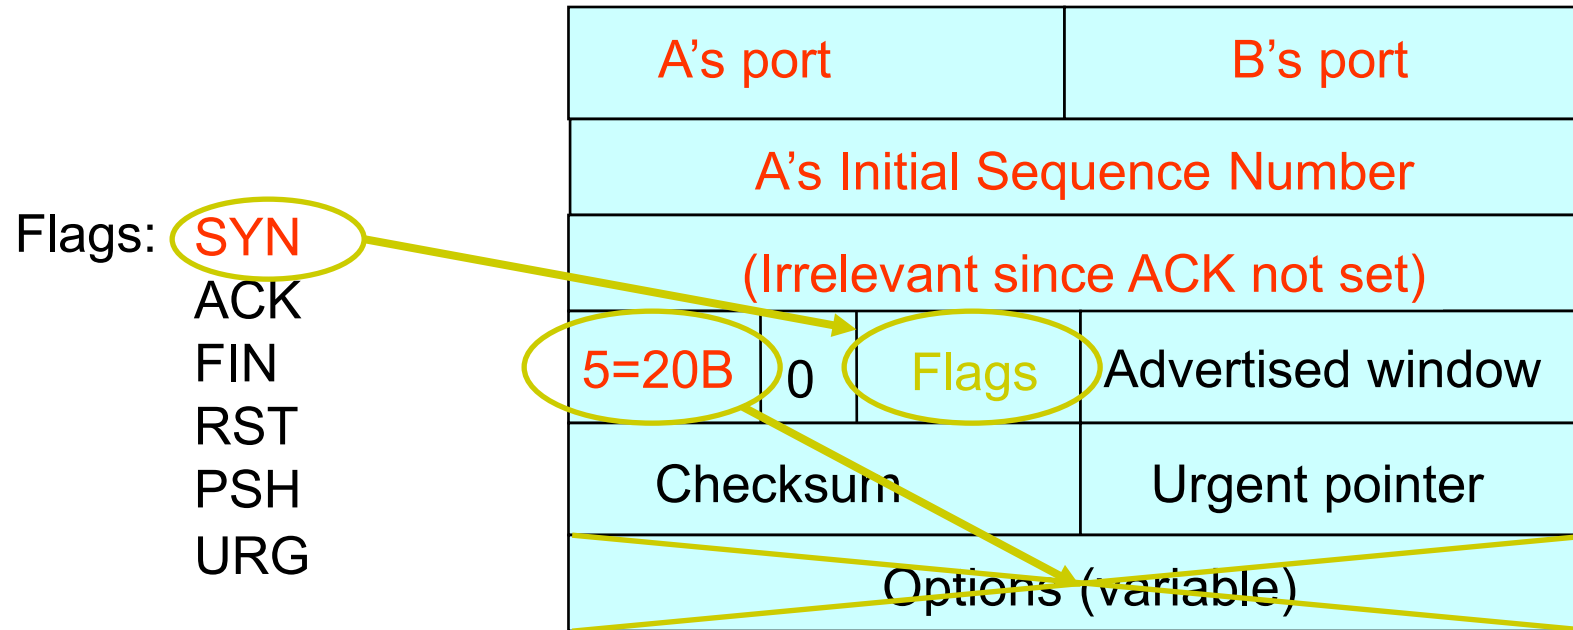 A’s port B’s port
A’s Initial Sequence Number
Flags: SYN
(Irrelevant since ACK not set)
ACK
FIN
RST
PSH
URG
5=20B 0 Flags Advertised window
Checksum Urgent pointer
Options (variable)